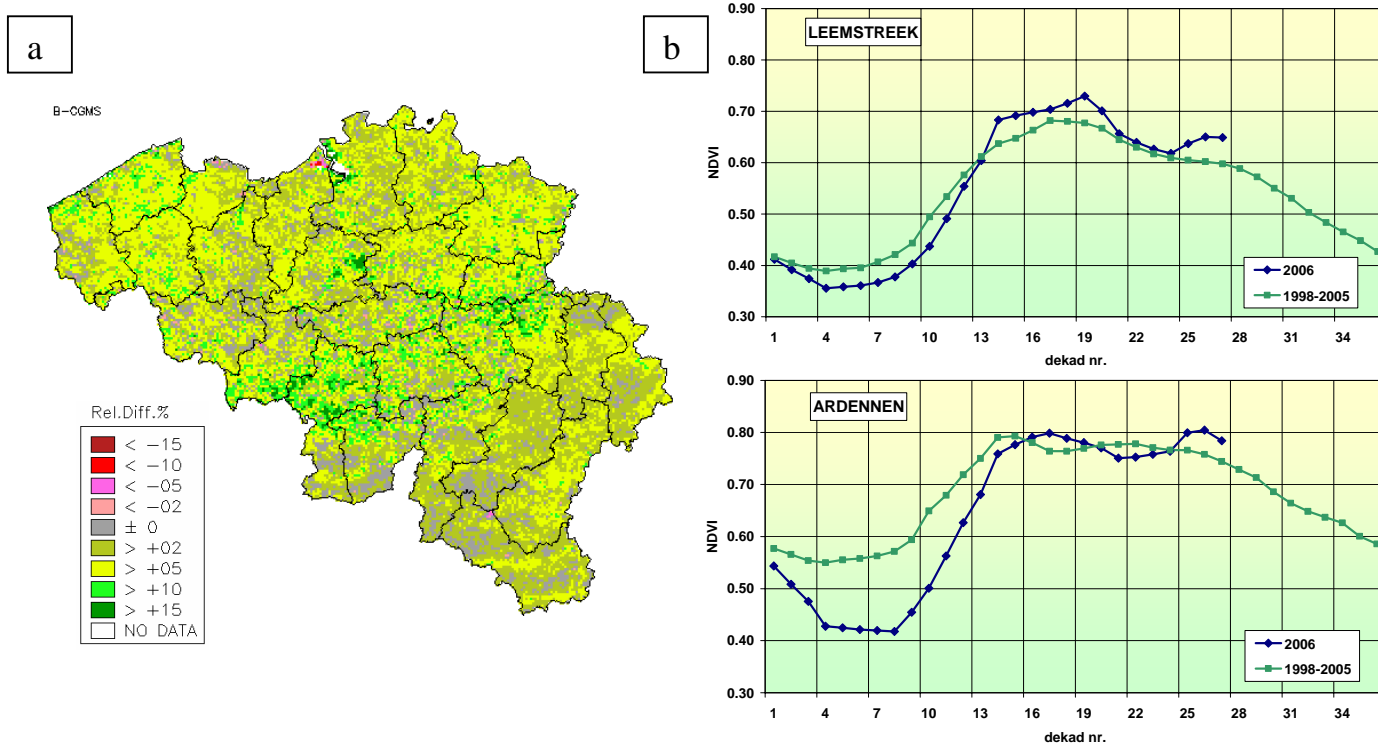 a
B-CGMS
Rel.Diff.%
< -15
< -10
< -05
< -02
± 0
> +02
> +05
> +10
> +15
NO DATA
b
LEEMSTREEK
NDVI
0.90
0.80
0.70
0.60
0.50
0.40
0.30
1 4 7 10 13 16 19 22 25 28 31 34
dekad nr.
2006
1998-2005
ARDENNEN
NDVI
0.90
0.80
0.70
0.60
0.50
0.40
0.30
1 4 7 10 13 16 19 22 25 28 31 34
dekad nr.
2006
1998-2005